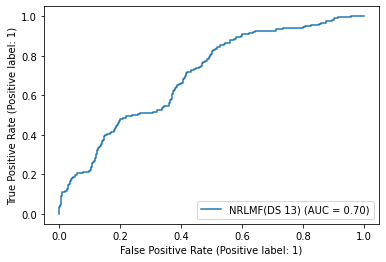 1.0
0.8
0.6
0.4
0.2
0.0
True Positive Rate (Positive label: 1)
NRLMF(DS 13) (AUC = 0.70)
0.0 0.2 0.4 0.6 0.8 1.0
False Positive Rate (Positive label: 1)